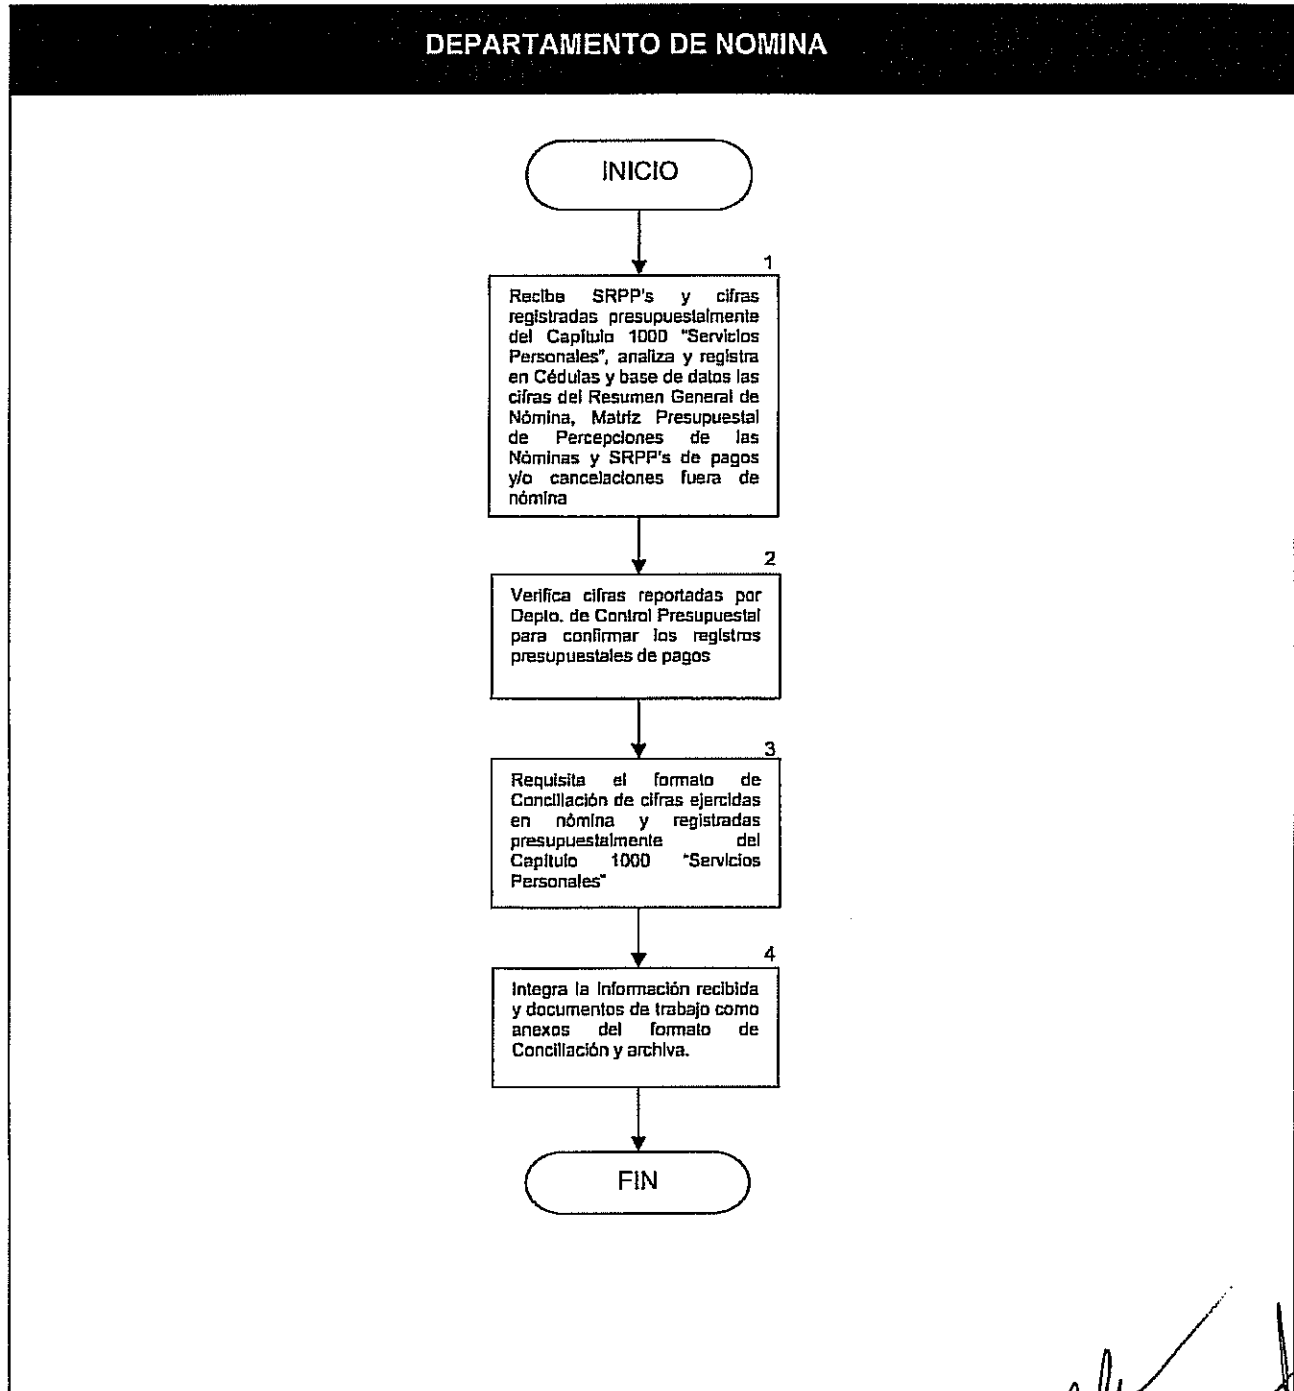 DEPARTAMENTO DE NOMINA
INICIO
1
Recibe SRPP's y cifras
registradas presupuestalmente
del Capítulo 1000 "Servicios
Personales", analiza y registra
en Cédulas y base de datos las
cifras del Resumen General de
Nómina, Matriz Presupuestal
de Percepciones de las
Nóminas y SRPP's de pagos
y/o cancelaciones fuera de
nómina
2
Verifica cifras reportadas por
Depto. de Control Presupuestal
para confirmar los registros
presupuestales de pagos
3
Requisita el formato de
Conciliación de cifras ejercidas
en nómina y registradas
presupuestalmente del
Capítulo 1000 "Servicios
Personales"
4
Integra la información recibida
y documentos de trabajo como
anexos del formato de
Conciliación y archiva.
FIN